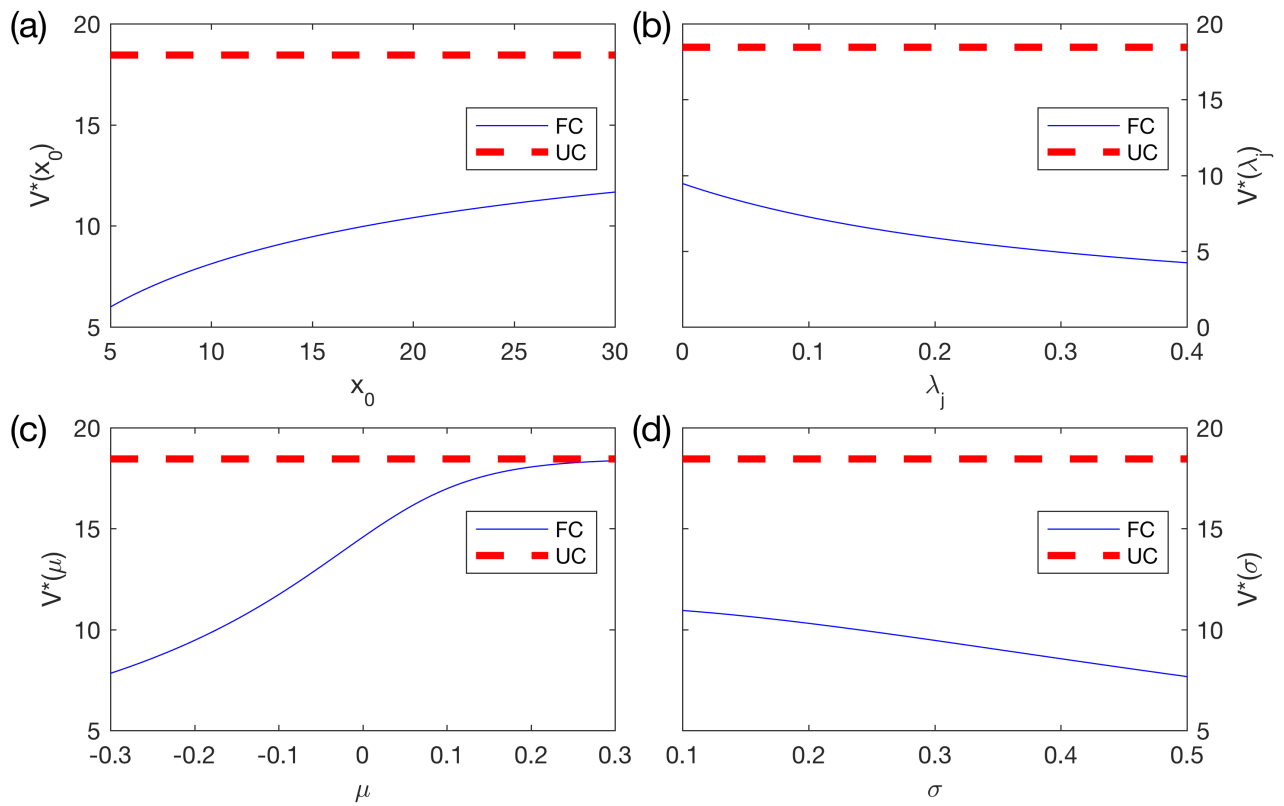 (a)
20
15
10
5
V*(x₀)
FC
UC
5 10 15 20 25 30
x₀
(b)
20
15
10
5
0
V*(λⱼ)
FC
UC
0 0.1 0.2 0.3 0.4
λⱼ
(c)
20
15
10
5
V*(μ)
FC
UC
-0.3 -0.2 -0.1 0 0.1 0.2 0.3
μ
(d)
20
15
10
5
V*(σ)
FC
UC
0.1 0.2 0.3 0.4 0.5
σ